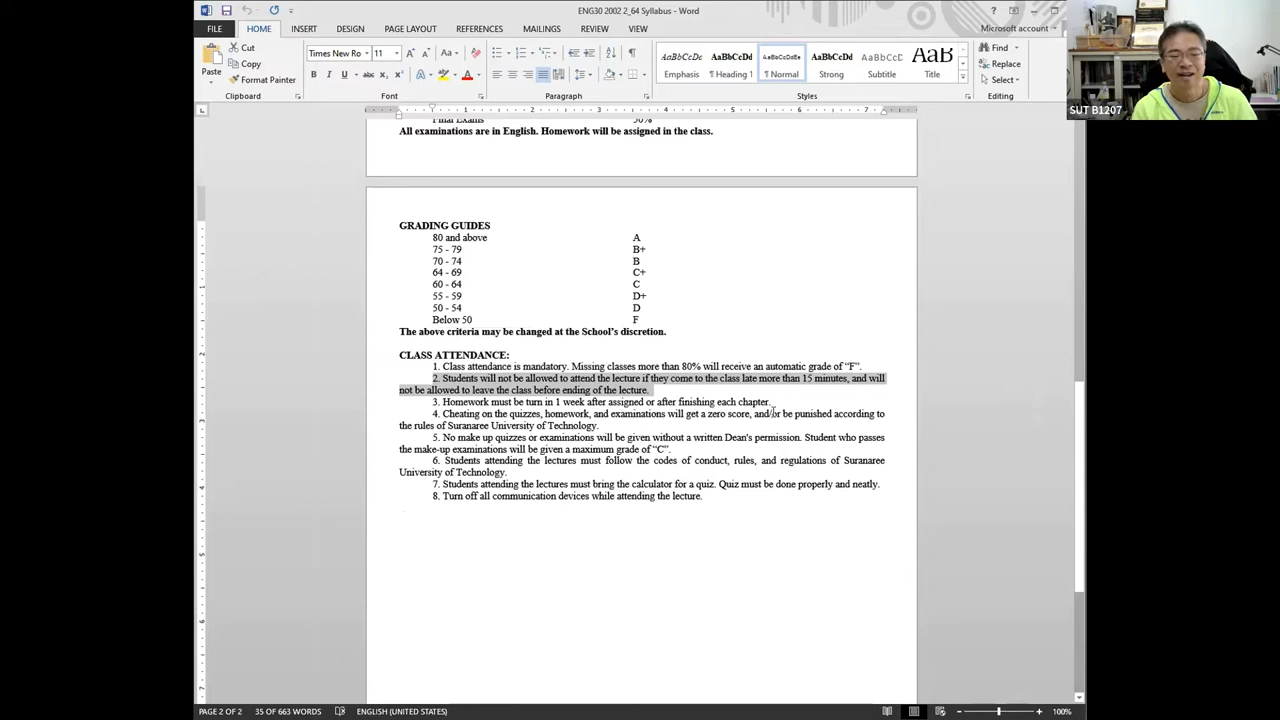 ENG30 2002 2_64 Syllabus - Word
FILE HOME INSERT DESIGN PAGE LAYOUT REFERENCES MAILINGS REVIEW VIEW Microsoft account
Paste
Cut
Copy
Format Painter
Clipboard
Times New Ro 11
Font
Paragraph
AaBbCcDc AaBbCcDd AaBbCcDdEe AaBbCcDd AaBbCcDd AaB
Emphasis ¶ Heading 1 ¶ Normal Strong Subtitle Title
Styles
Find
Replace
Select
Editing
SUT B1207
Final Exams 50%
All examinations are in English. Homework will be assigned in the class.
GRADING GUIDES
80 and above A
75 - 79 B+
70 - 74 B
64 - 69 C+
60 - 64 C
55 - 59 D+
50 - 54 D
Below 50 F
The above criteria may be changed at the School's discretion.
CLASS ATTENDANCE:
1. Class attendance is mandatory. Missing classes more than 80% will receive an automatic grade of “F”.
2. Students will not be allowed to attend the lecture if they come to the class late more than 15 minutes, and will
not be allowed to leave the class before ending of the lecture.
3. Homework must be turn in 1 week after assigned or after finishing each chapter.
4. Cheating on the quizzes, homework, and examinations will get a zero score, and/or be punished according to
the rules of Suranaree University of Technology.
5. No make up quizzes or examinations will be given without a written Dean's permission. Student who passes
the make-up examinations will be given a maximum grade of “C”.
6. Students attending the lectures must follow the codes of conduct, rules, and regulations of Suranaree
University of Technology.
7. Students attending the lectures must bring the calculator for a quiz. Quiz must be done properly and neatly.
8. Turn off all communication devices while attending the lecture.
PAGE 2 OF 2 35 OF 663 WORDS ENGLISH (UNITED STATES) 100%